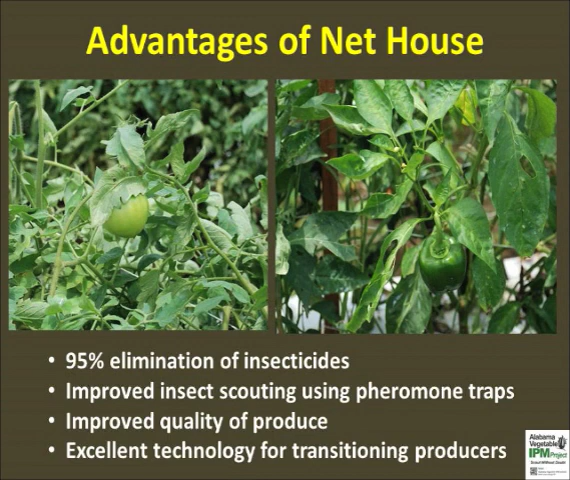 Advantages of Net House
• 95% elimination of insecticides
• Improved insect scouting using pheromone traps
• Improved quality of produce
• Excellent technology for transitioning producers
Alabama
Vegetable
IPM Project